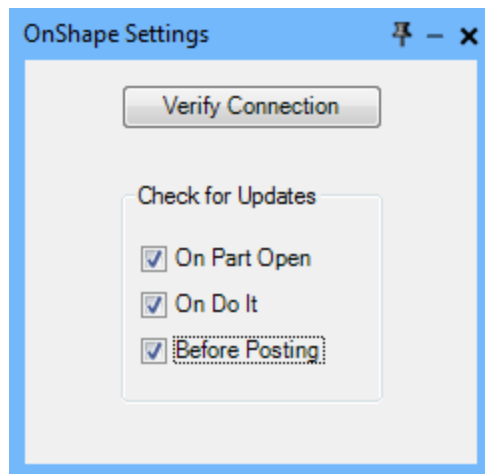 OnShape Settings
Verify Connection
Check for Updates
On Part Open
On Do It
Before Posting